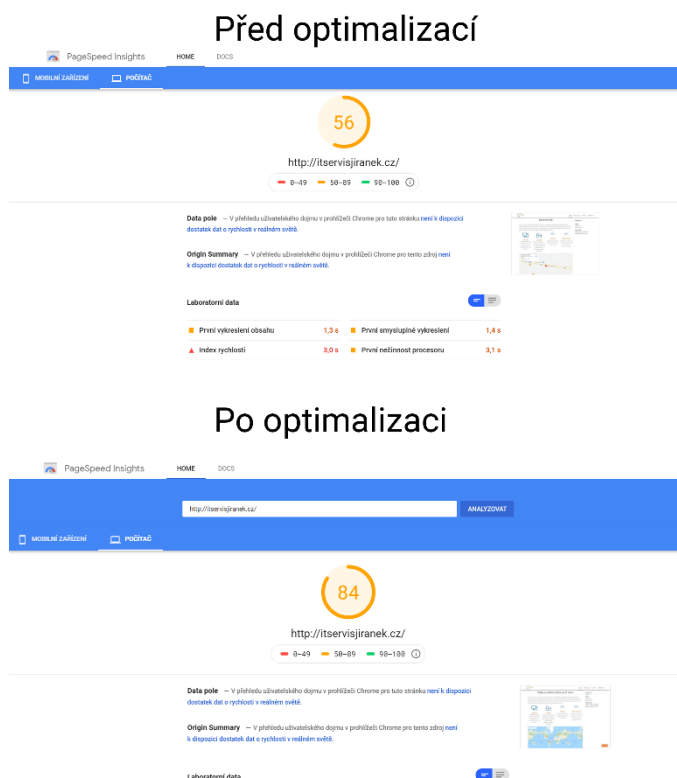 Před optimalizací
PageSpeed Insights HOME DOCS
MOBILNÍ ZAŘÍZENÍ POČÍTAČ
56
http://itservisjiranek.cz/
0–49 50–89 90–100
Data pole — V přehledu uživatelského dojmu v prohlížeči Chrome pro tuto stránku není k dispozici
dostatek dat o rychlosti v reálném světě.
Origin Summary — V přehledu uživatelského dojmu v prohlížeči Chrome pro tento zdroj není
k dispozici dostatek dat o rychlosti v reálném světě.
Laboratorní data
První vykreslení obsahu 1,3 s První smysluplné vykreslení 1,4 s
Index rychlosti 3,0 s První nečinnost procesoru 3,1 s
Po optimalizaci
PageSpeed Insights HOME DOCS
http://itservisjiranek.cz/ ANALYZOVAT
MOBILNÍ ZAŘÍZENÍ POČÍTAČ
84
http://itservisjiranek.cz/
0–49 50–89 90–100
Data pole — V přehledu uživatelského dojmu v prohlížeči Chrome pro tuto stránku není k dispozici
dostatek dat o rychlosti v reálném světě.
Origin Summary — V přehledu uživatelského dojmu v prohlížeči Chrome pro tento zdroj není
k dispozici dostatek dat o rychlosti v reálném světě.
Laboratorní data